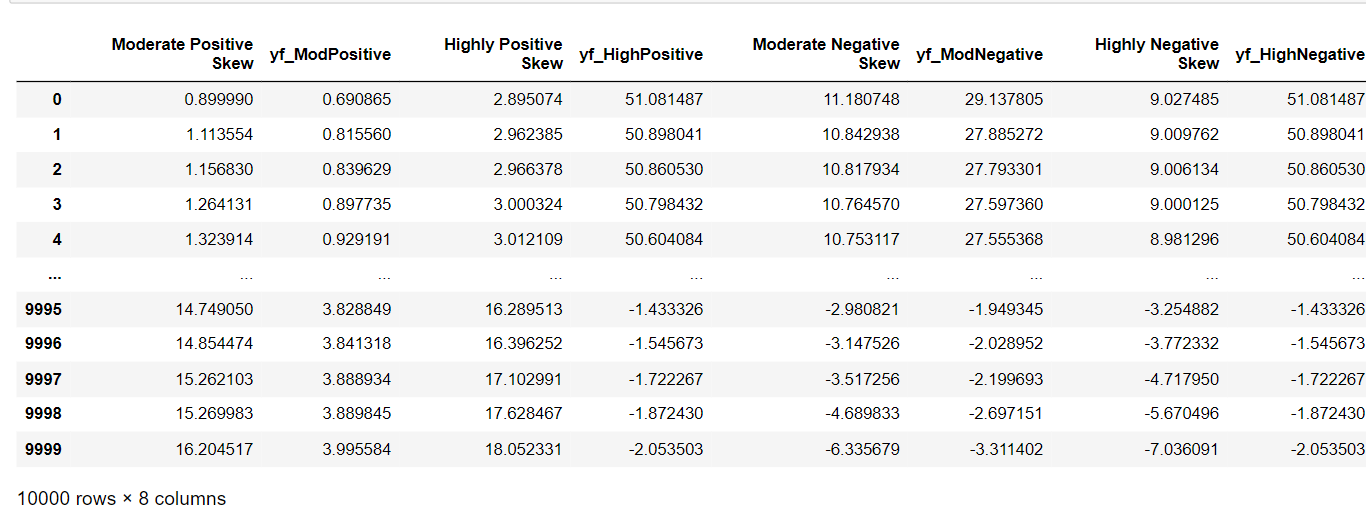 Moderate Positive Skew yf_ModPositive Highly Positive Skew yf_HighPositive Moderate Negative Skew yf_ModNegative Highly Negative Skew yf_HighNegative
0 0.899990 0.690865 2.895074 51.081487 11.180748 29.137805 9.027485 51.081487
1 1.113554 0.815560 2.962385 50.898041 10.842938 27.885272 9.009762 50.898041
2 1.156830 0.839629 2.966378 50.860530 10.817934 27.793301 9.006134 50.860530
3 1.264131 0.897735 3.000324 50.798432 10.764570 27.597360 9.000125 50.798432
4 1.323914 0.929191 3.012109 50.604084 10.753117 27.555368 8.981296 50.604084
... ... ... ... ... ... ... ... ...
9995 14.749050 3.828849 16.289513 -1.433326 -2.980821 -1.949345 -3.254882 -1.433326
9996 14.854474 3.841318 16.396252 -1.545673 -3.147526 -2.028952 -3.772332 -1.545673
9997 15.262103 3.888934 17.102991 -1.722267 -3.517256 -2.199693 -4.717950 -1.722267
9998 15.269983 3.889845 17.628467 -1.872430 -4.689833 -2.697151 -5.670496 -1.872430
9999 16.204517 3.995584 18.052331 -2.053503 -6.335679 -3.311402 -7.036091 -2.053503
10000 rows × 8 columns